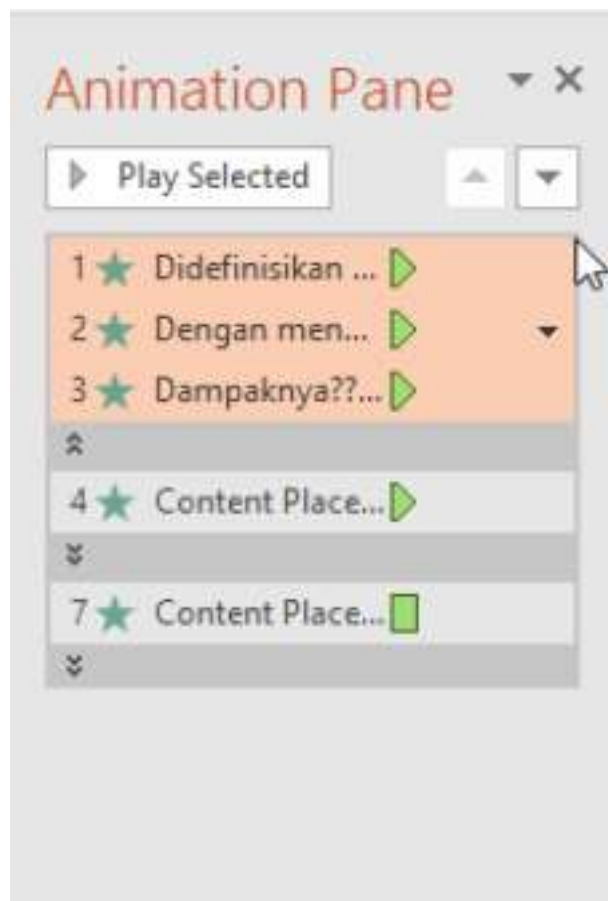 Animation Pane
Play Selected
1 Didefinisikan ...
2 Dengan men...
3 Dampaknya??...
4 Content Place...
7 Content Place...